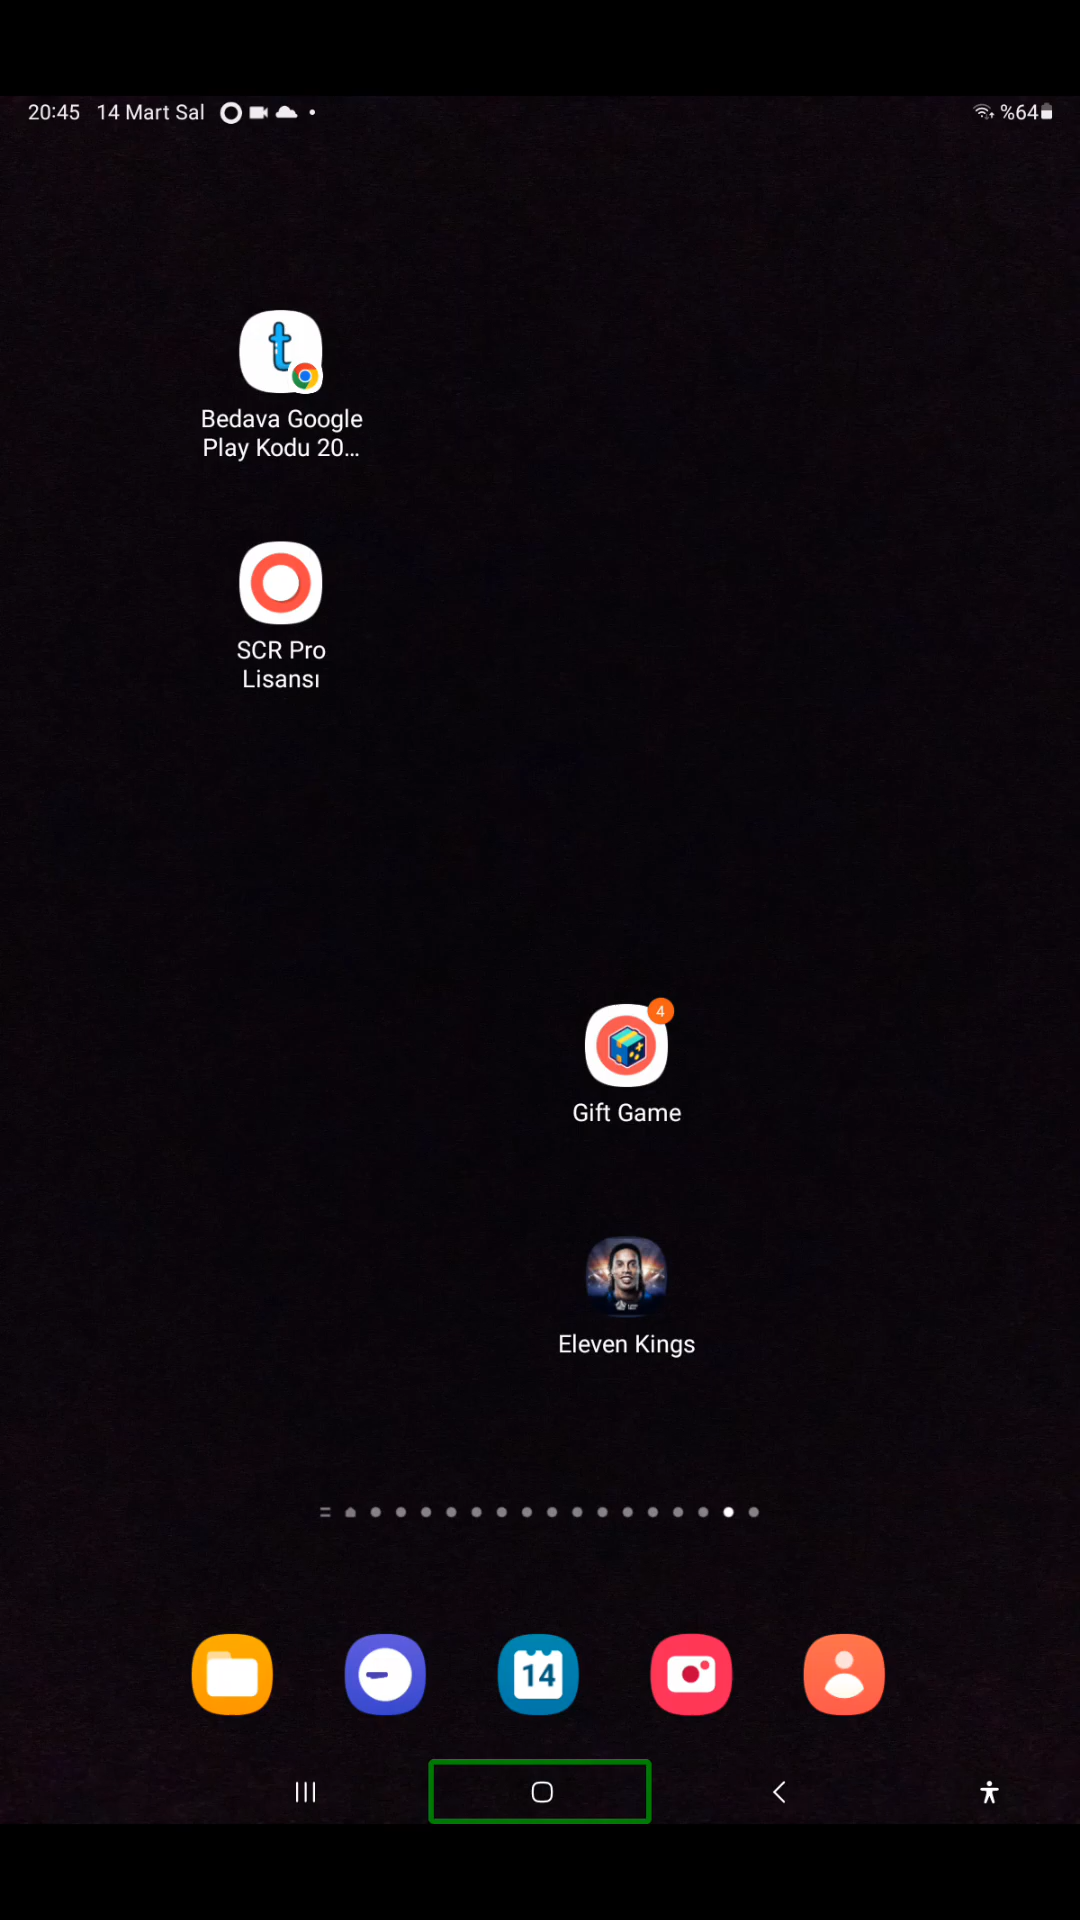 20:45 14 Mart Sal
%64
t
Bedava Google
Play Kodu 20...
SCR Pro
Lisansı
4
Gift Game
Eleven Kings
14